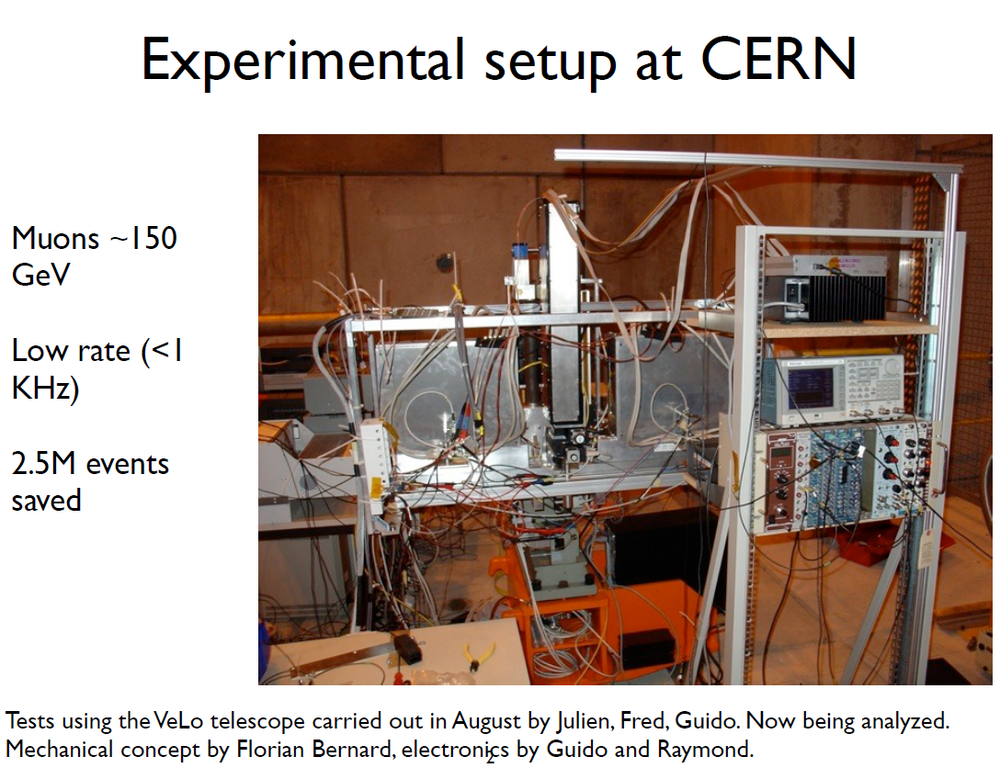 Experimental setup at CERN
Muons ~150
GeV
Low rate (<1
KHz)
2.5M events
saved
Tests using the VeLo telescope carried out in August by Julien, Fred, Guido. Now being analyzed.
Mechanical concept by Florian Bernard, electronics by Guido and Raymond.
2